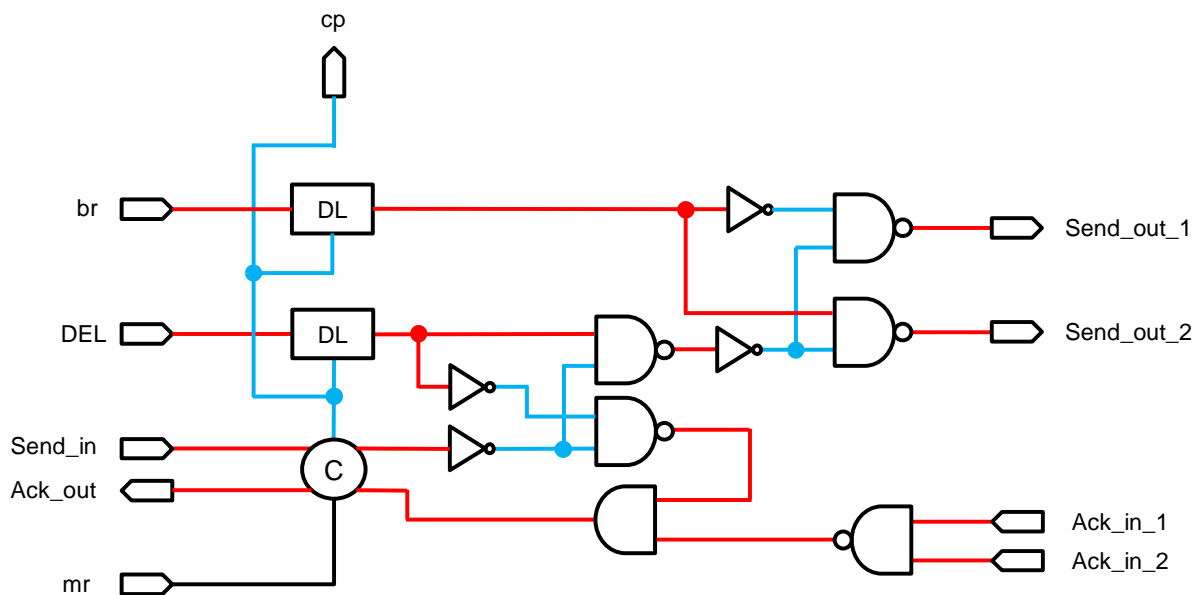 cp
br
DL
Send_out_1
DEL
DL
Send_out_2
Send_in
C
Ack_out
Ack_in_1
Ack_in_2
mr